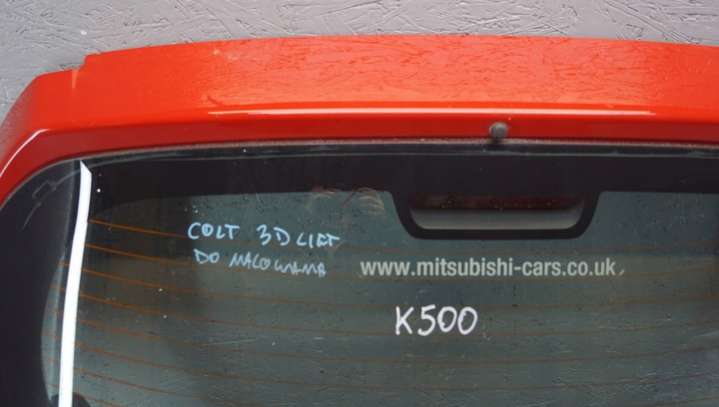 COLT 3D LIFT
DO MALOWANIA
www.mitsubishi-cars.co.uk
K500